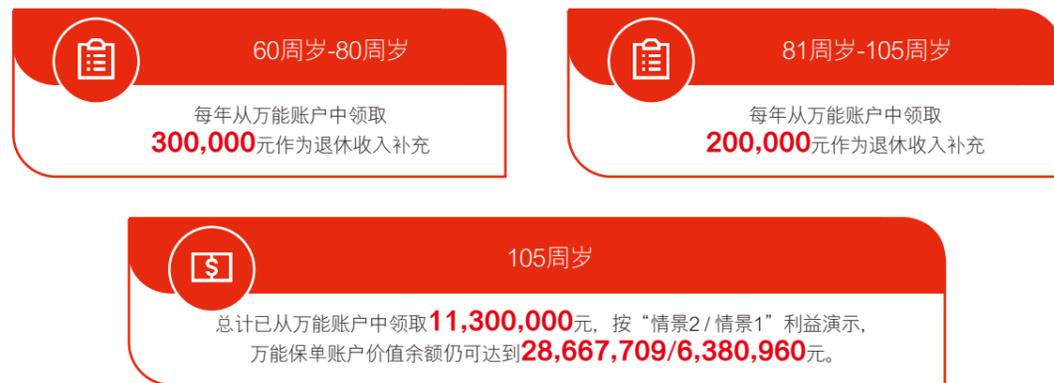 60周岁-80周岁
每年从万能账户中领取
300,000元作为退休收入补充
81周岁-105周岁
每年从万能账户中领取
200,000元作为退休收入补充
105周岁
总计已从万能账户中领取11,300,000元，按“情景2 / 情景1”利益演示，
万能保单账户价值余额仍可达到28,667,709/6,380,960元。